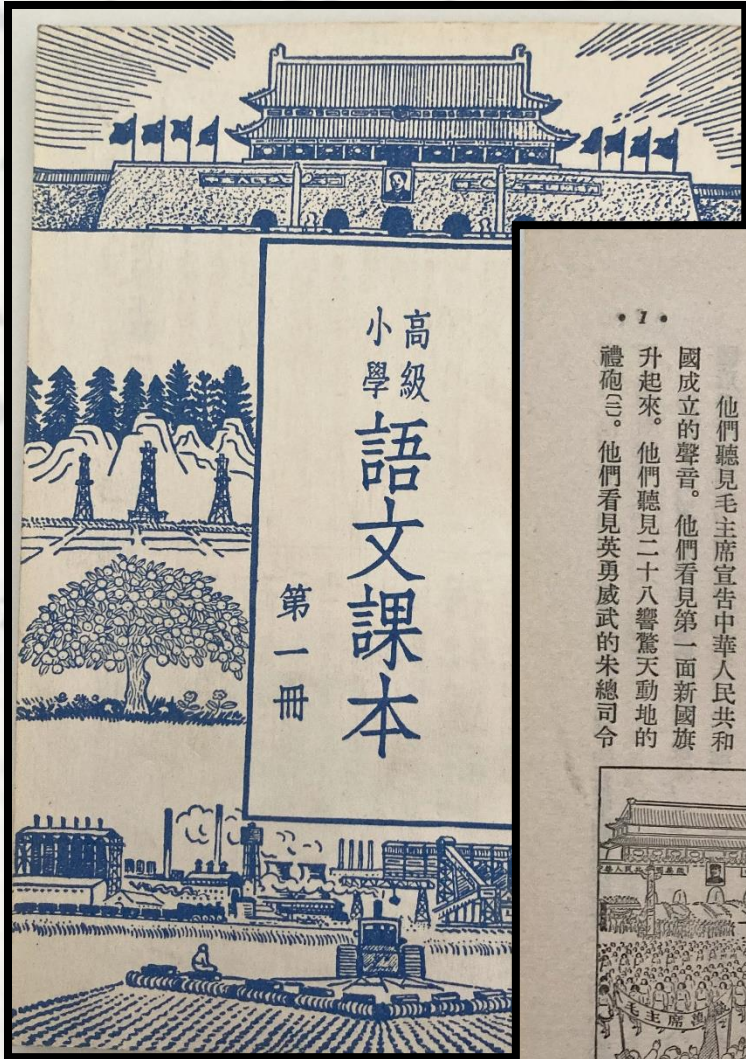 高級
小學
語文課本
第一冊
• 1 •
他們聽見毛主席宣告中華人民共和
國成立的聲音。他們看見第一面新國旗
升起來。他們聽見二十八響驚天動地的
禮砲〔三〕。他們看見英勇威武的朱總司令
毛主席